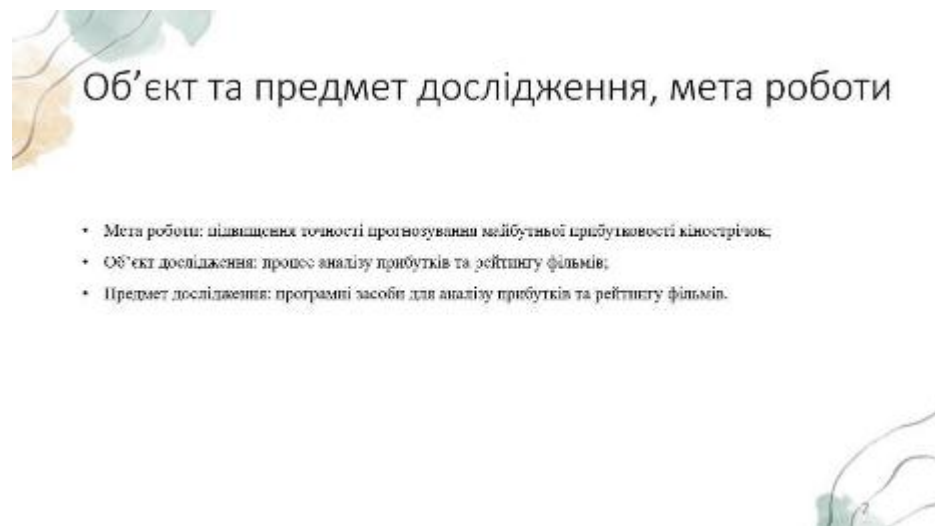 Об’єкт та предмет дослідження, мета роботи
• Мета роботи: підвищення точності прогнозування майбутньої прибутковості кінострічок;
• Об’єкт дослідження: процес аналізу прибутків та рейтингу фільмів;
• Предмет дослідження: програмні засоби для аналізу прибутків та рейтингу фільмів.